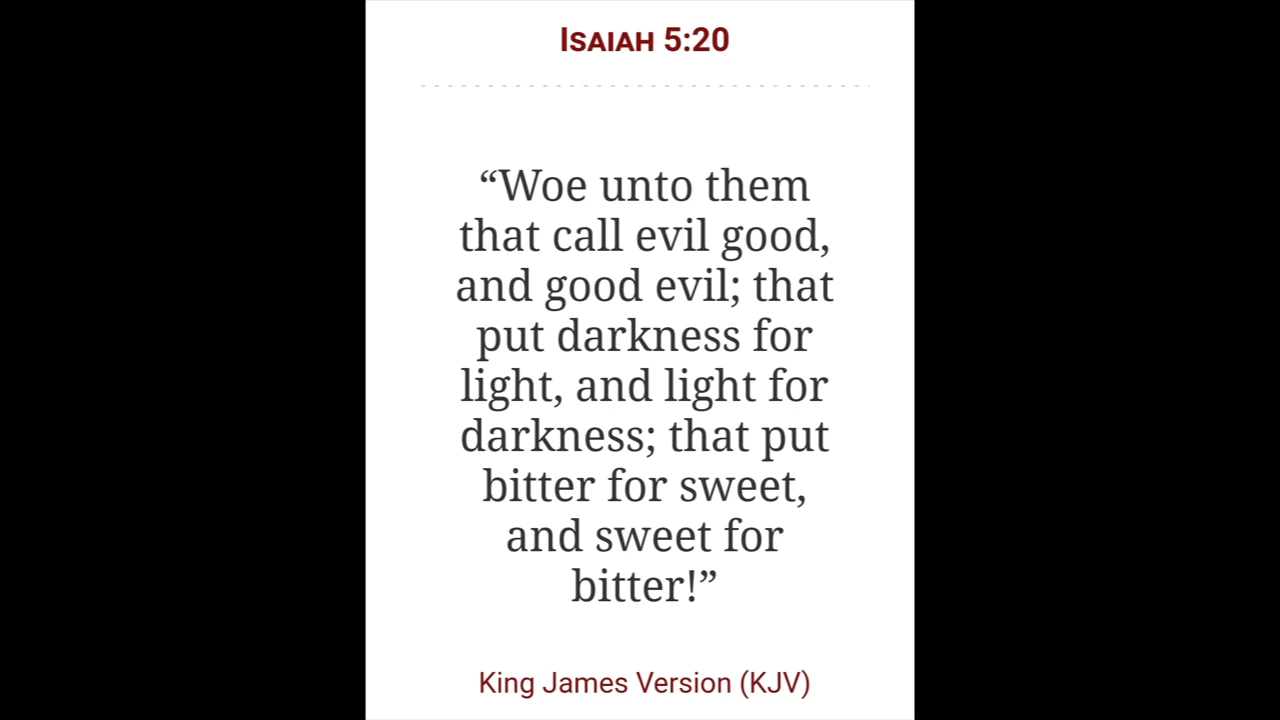 Isaiah 5:20
“Woe unto them
that call evil good,
and good evil; that
put darkness for
light, and light for
darkness; that put
bitter for sweet,
and sweet for
bitter!”
King James Version (KJV)